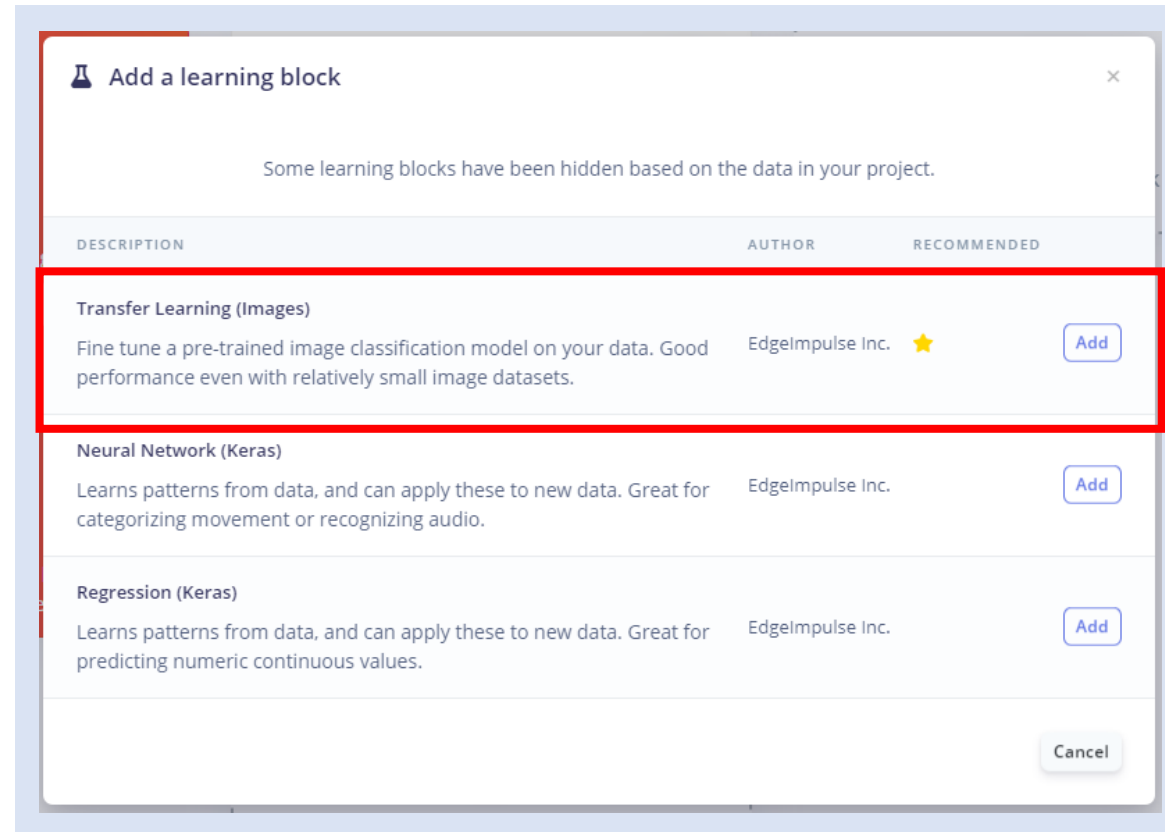 Add a learning block
Some learning blocks have been hidden based on the data in your project.
DESCRIPTION AUTHOR RECOMMENDED
Transfer Learning (Images)
Fine tune a pre-trained image classification model on your data. Good
performance even with relatively small image datasets.
EdgeImpulse Inc.
Add
Neural Network (Keras)
Learns patterns from data, and can apply these to new data. Great for
categorizing movement or recognizing audio.
EdgeImpulse Inc.
Add
Regression (Keras)
Learns patterns from data, and can apply these to new data. Great for
predicting numeric continuous values.
EdgeImpulse Inc.
Add
Cancel